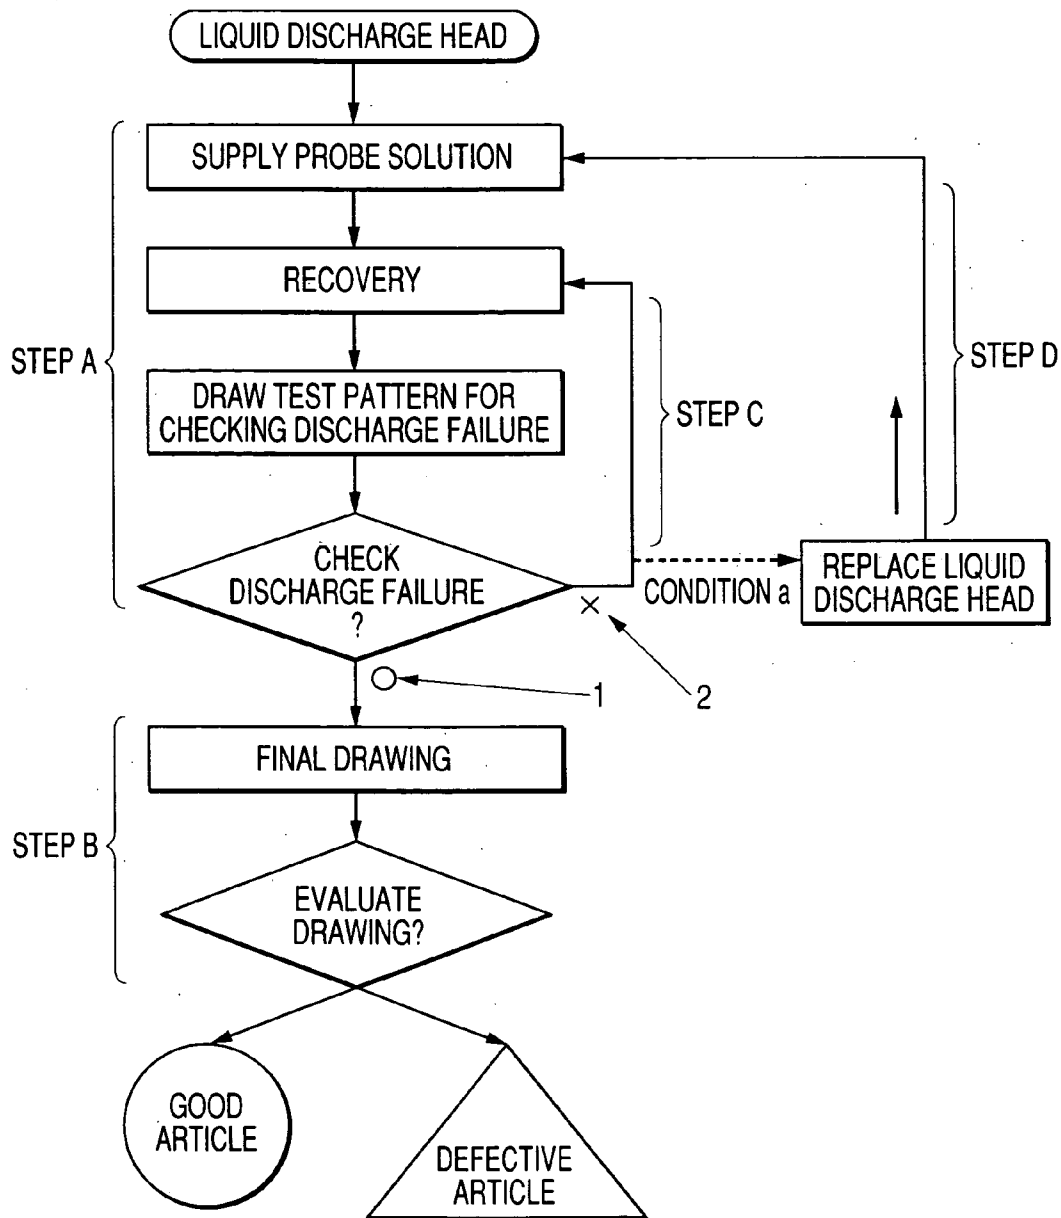 LIQUID DISCHARGE HEAD
SUPPLY PROBE SOLUTION
RECOVERY
STEP A
STEP D
DRAW TEST PATTERN FOR
CHECKING DISCHARGE FAILURE
STEP C
CHECK
DISCHARGE FAILURE
?
CONDITION a
REPLACE LIQUID
DISCHARGE HEAD
1
2
FINAL DRAWING
STEP B
EVALUATE
DRAWING?
GOOD
ARTICLE
DEFECTIVE
ARTICLE